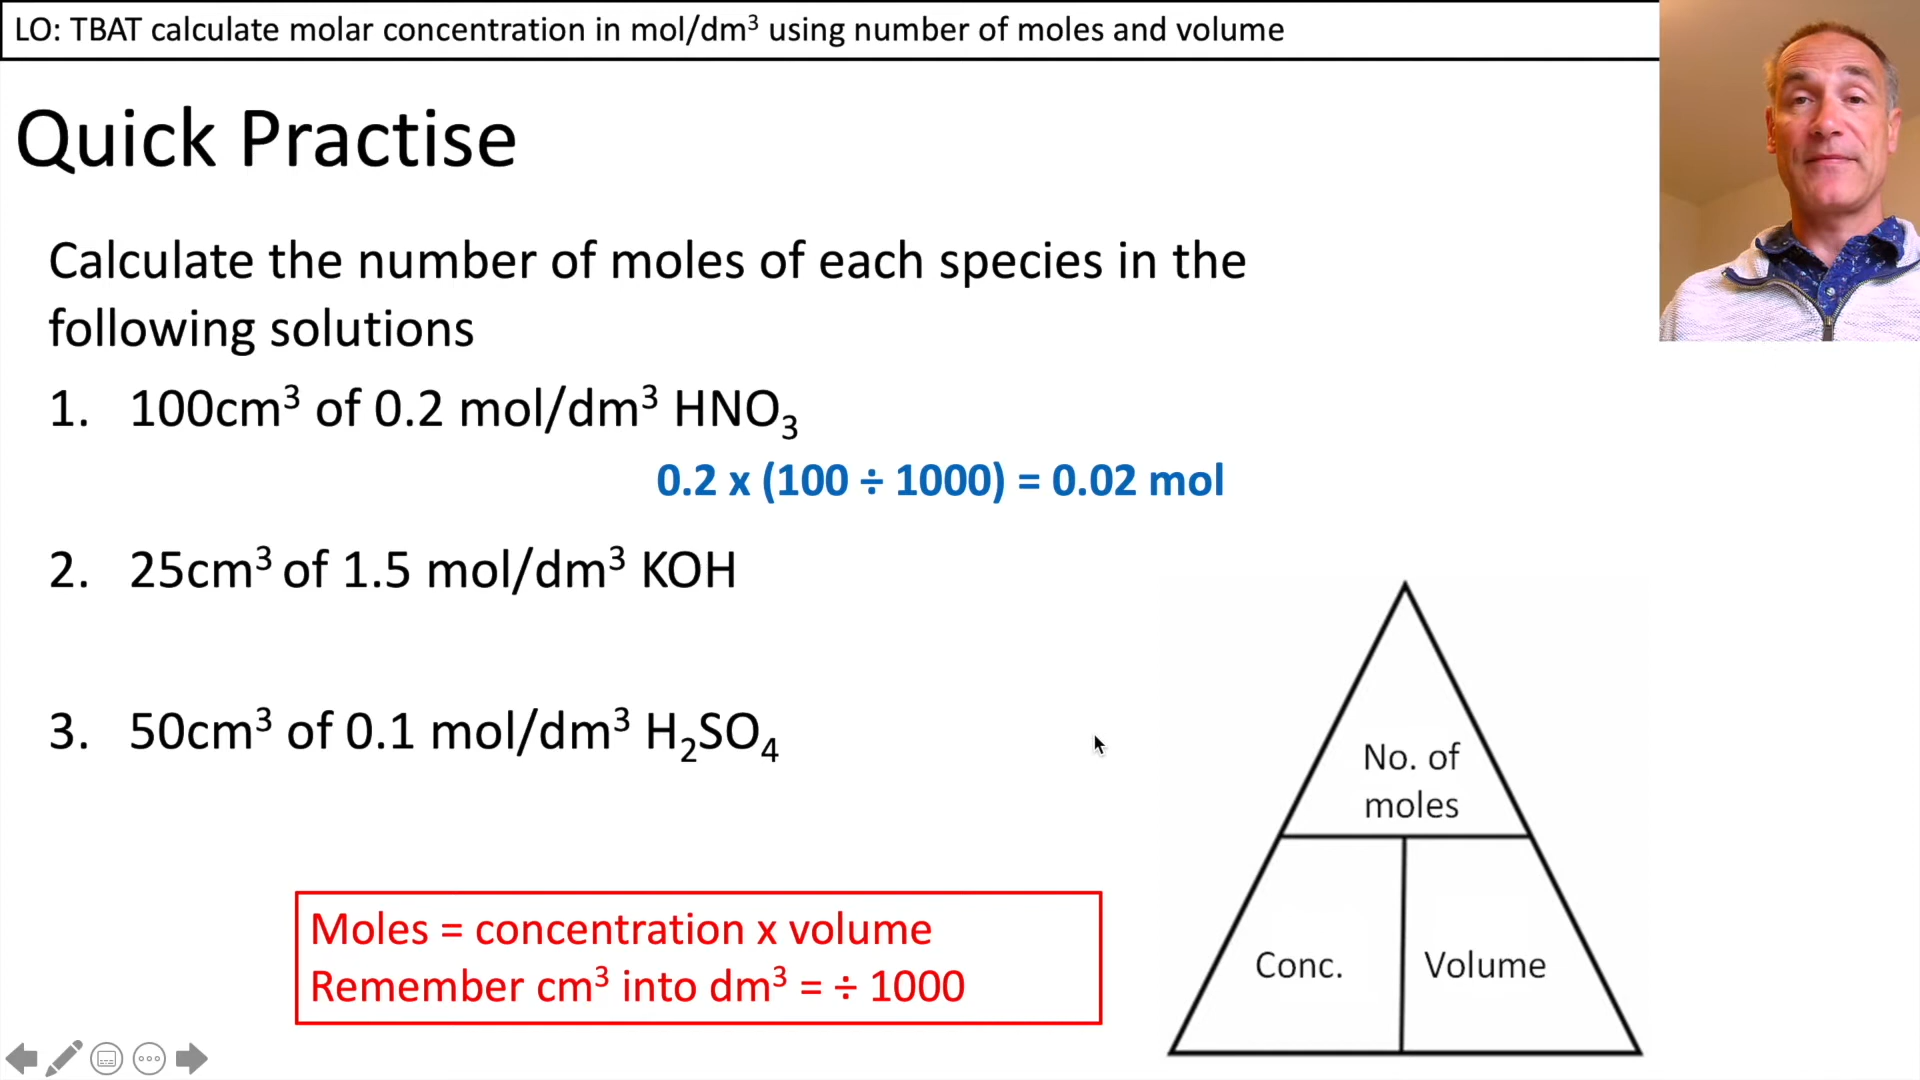 LO: TBAT calculate molar concentration in mol/dm³ using number of moles and volume
Quick Practise
Calculate the number of moles of each species in the
following solutions
1. 100cm³ of 0.2 mol/dm³ HNO₃
0.2 x (100 ÷ 1000) = 0.02 mol
2. 25cm³ of 1.5 mol/dm³ KOH
3. 50cm³ of 0.1 mol/dm³ H₂SO₄
No. of
moles
Conc.
Volume
Moles = concentration x volume
Remember cm³ into dm³ = ÷ 1000